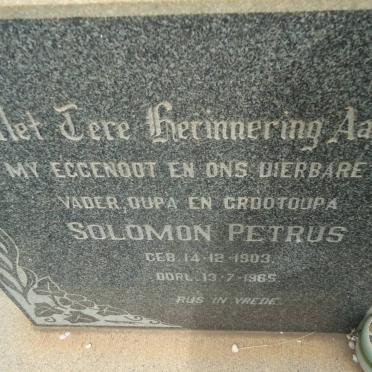 Met Tere Herinnering Aan
MY EGGENOOT EN ONS DIERBARE
VADER, OUPA EN GROOTOUPA
SOLOMON PETRUS
GEB. 14-12-1903.
OORL. 13-7-1965
RUS IN VREDE.